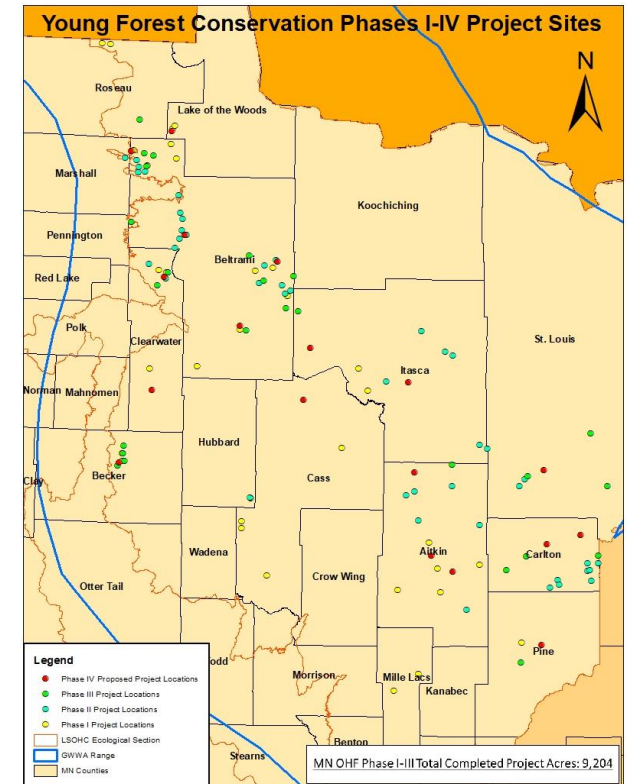 Young Forest Conservation Phases I-IV Project Sites
N
Roseau
Lake of the Woods
Marshall
Koochiching
Pennington
Beltrami
Red Lake
Polk
Clearwater
St. Louis
Itasca
Norman
Mahnomen
Hubbard
Becker
Cass
Clay
Wadena
Aitkin
Carlton
Crow Wing
Otter Tail
Pine
odd
Morrison
Mille Lacs
Kanabec
Benton
Stearns
Legend
Phase IV Proposed Project Locations
Phase III Project Locations
Phase II Project Locations
Phase I Project Locations
LSOHC Ecological Section
GWWA Range
MN Counties
MN OHF Phase I-III Total Completed Project Acres: 9,204